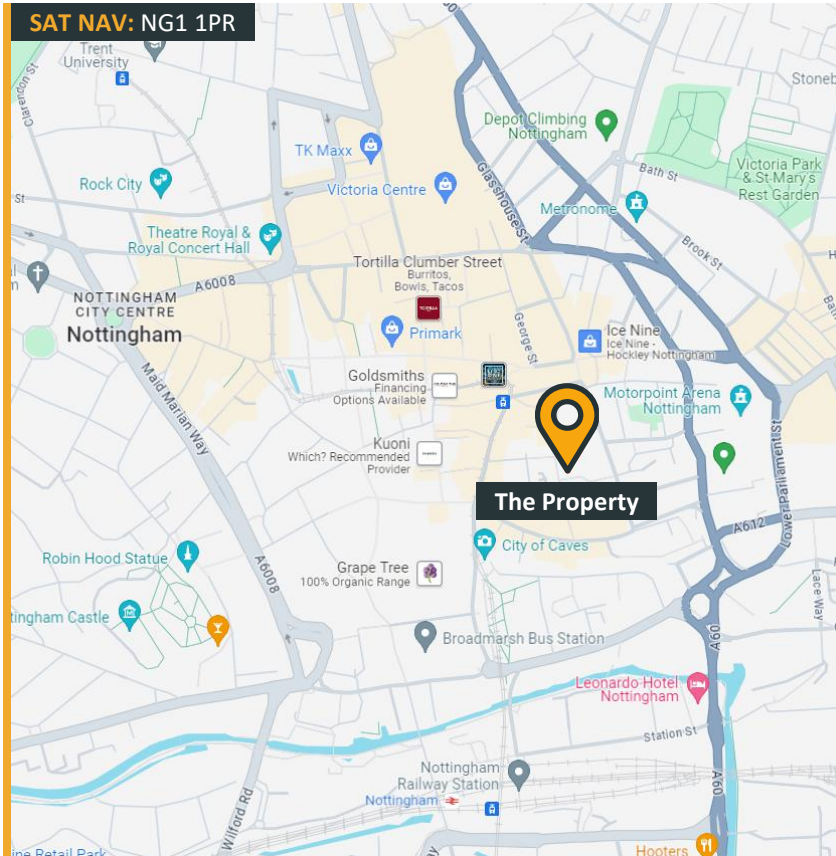 SAT NAV: NG1 1PR
Trent
University
Clarendon St
Stoneb
Depot Climbing
Nottingham
TK Maxx
Glasshouse St
Bath St
Victoria Park
& St Mary's
Rest Garden
Rock City
Victoria Centre
St
Metronome
Theatre Royal &
Royal Concert Hall
Brook St
Tortilla Clumber Street
Burritos,
Bowls, Tacos
A6008
NOTTINGHAM
CITY CENTRE
Nottingham
Primark
George St
Ice Nine
Ice Nine -
Hockley Nottingham
Maid Marian Way
Goldsmiths
Financing
Options Available
Motorpoint Arena
Nottingham
Kuoni
Which? Recommended
Provider
Lower Parliament St
The Property
A612
City of Caves
Robin Hood Statue
A6008
Grape Tree
100% Organic Range
Lace Way
tingham Castle
Broadmarsh Bus Station
A60
Leonardo Hotel
Nottingham
Station St
Nottingham
Railway Station
Nottingham
A60
Wilford Rd
ine Retail Park
Hooters